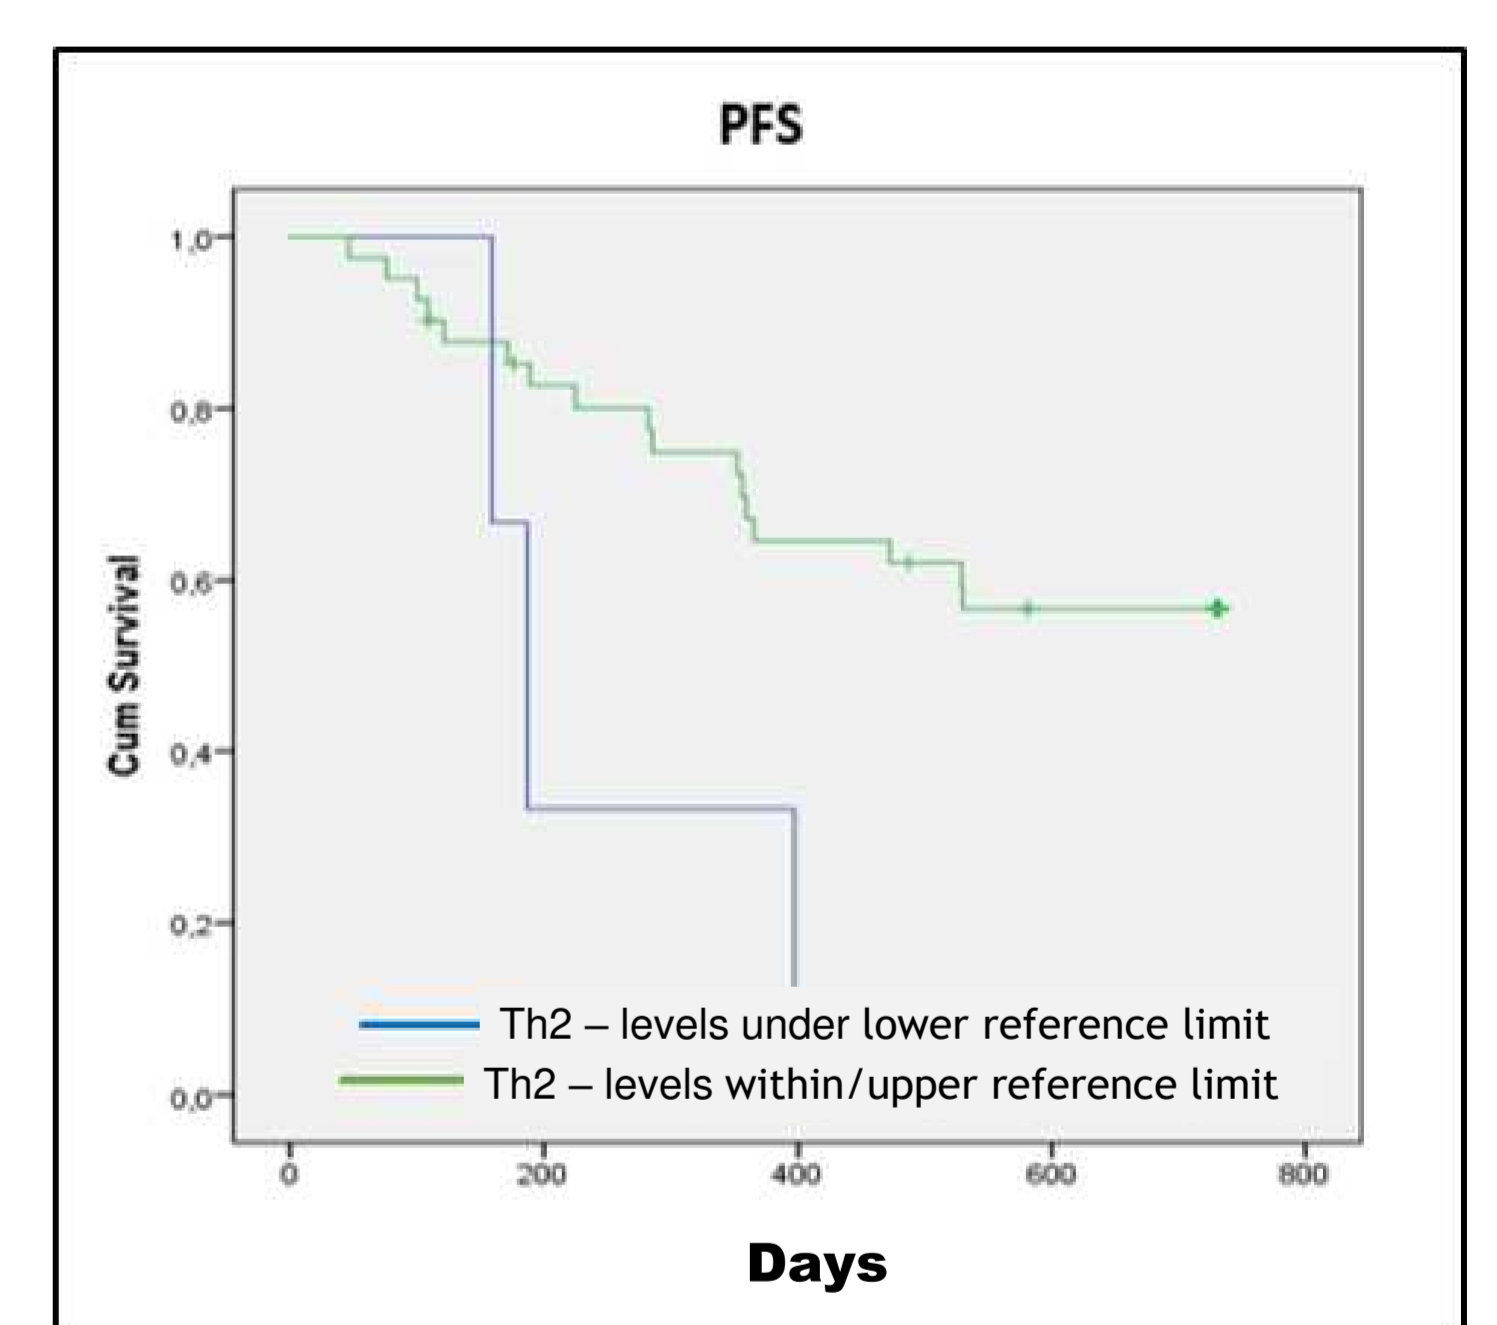 PFS
1,0
0,8
0,6
0,4
0,2
0,0
Cum Survival
Th2 – levels under lower reference limit
Th2 – levels within/upper reference limit
0 200 400 600 800
Days